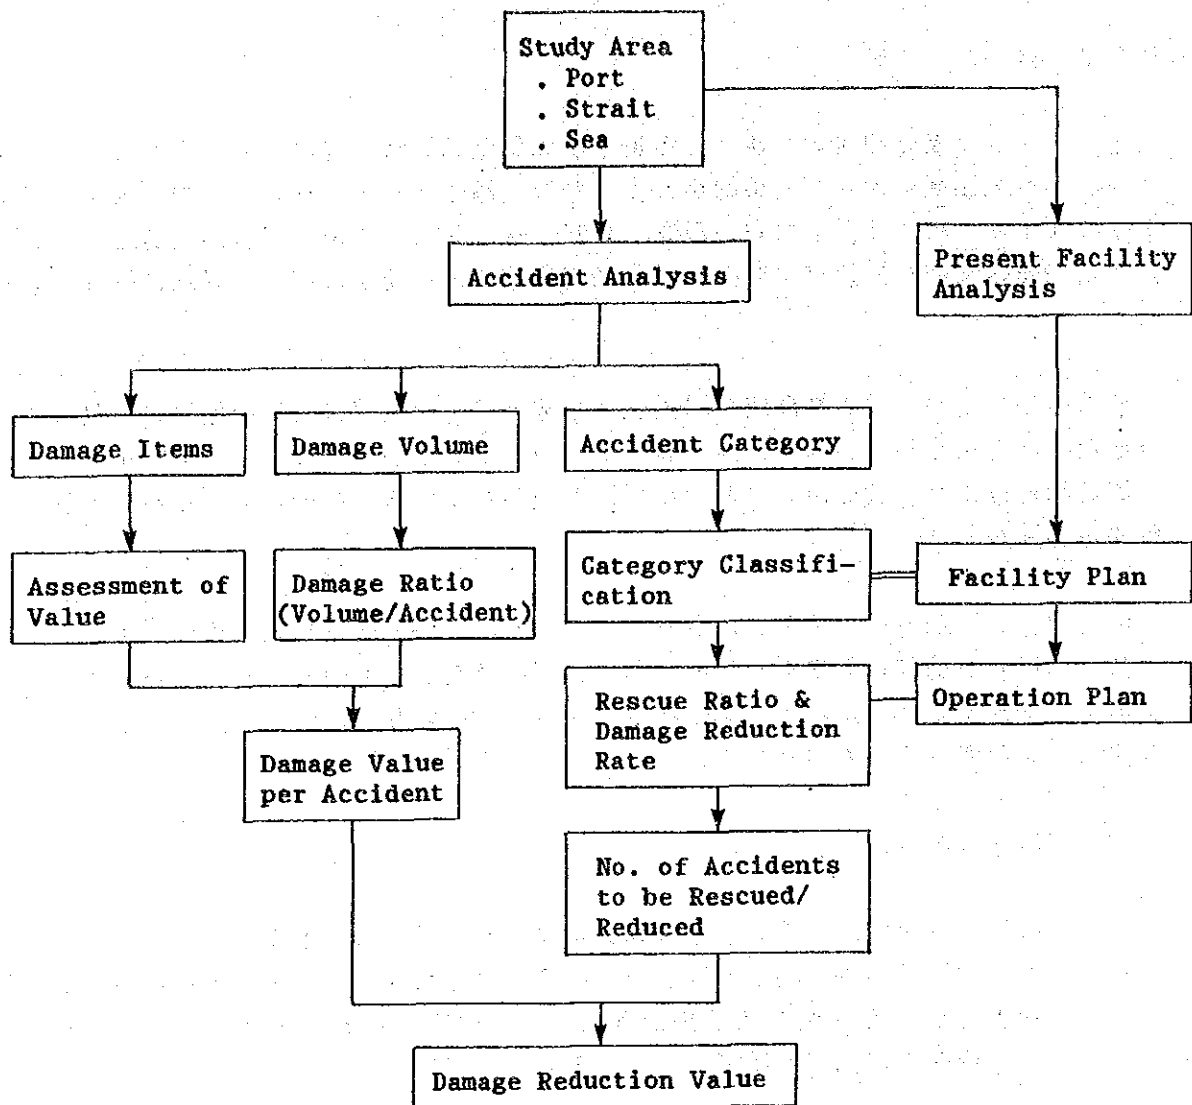 Study Area
. Port
. Strait
. Sea
Accident Analysis
Present Facility
Analysis
Damage Items
Damage Volume
Accident Category
Assessment of
Value
Damage Ratio
(Volume/Accident)
Category Classifi-
cation
Facility Plan
Rescue Ratio &
Damage Reduction
Rate
Operation Plan
Damage Value
per Accident
No. of Accidents
to be Rescued/
Reduced
Damage Reduction Value